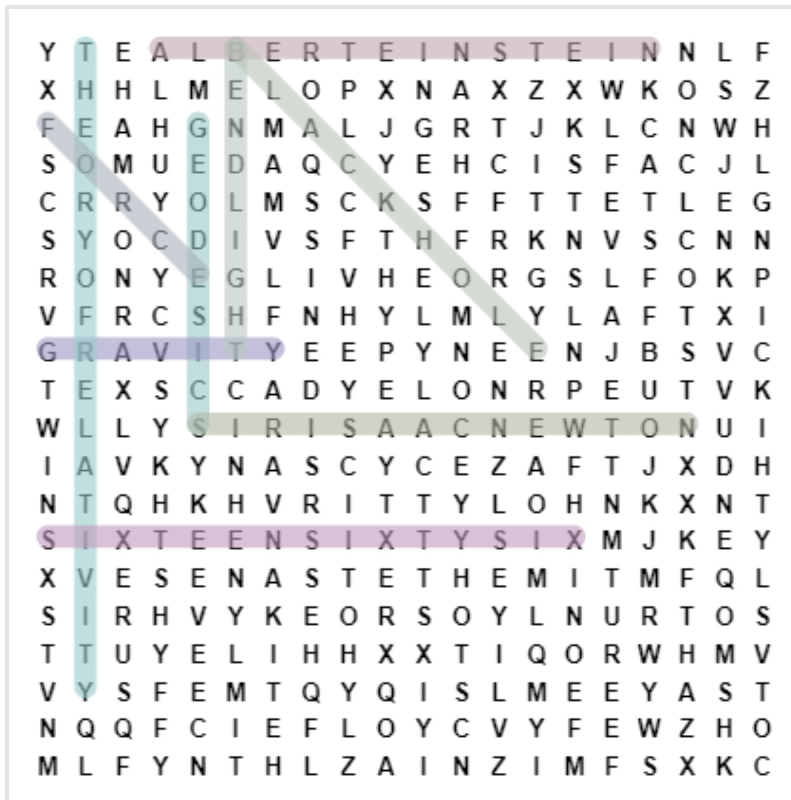 Y T E A L B E R T E I N S T E I N N L F
X H H L M E L O P X N A X Z X W K O S Z
F E A H G N M A L J G R T J K L C N W H
S O M U E D A Q C Y E H C I S F A C J L
C R R Y O L M S C K S F F T T E T L E G
S Y O C D I V S F T H F R K N V S C N N
R O N Y E G L I V H E O R G S L F O K P
V F R C S H F N H Y L M L Y L A F T X I
G R A V I T Y E E P Y N E E N J B S V C
T E X S C C A D Y E L O N R P E U T V K
W L L Y S I R I S A A C N E W T O N U I
I A V K Y N A S C Y C E Z A F T J X D H
N T Q H K H V R I T T Y L O H N K X N T
S I X T E E N S I X T Y S I X M J K E Y
X V E S E N A S T E T H E M I T M F Q L
S I R H V Y K E O R S O Y L N U R T O S
T T U Y E L I H H X X T I Q O R W H M V
V Y S F E M T Q Y Q I S L M E E Y A S T
N Q Q F C I E F L O Y C V Y F E W Z H O
M L F Y N T H L Z A I N Z I M F S X K C